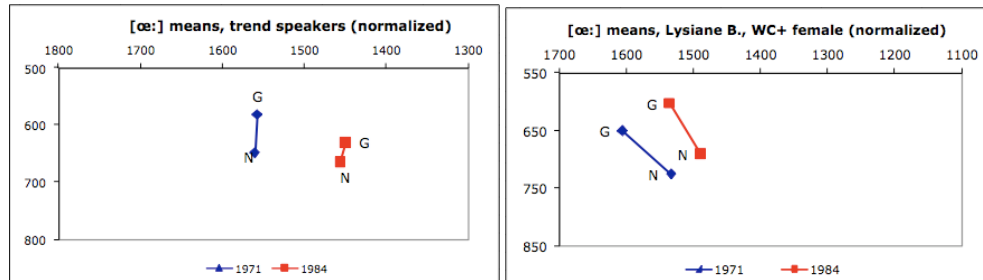 [œ:] means, trend speakers (normalized)
1800 1700 1600 1500 1400 1300
500
G
600
G
N
N
700
800
1971 1984
[œ:] means, Lysiane B., WC+ female (normalized)
1700 1600 1500 1400 1300 1200 1100
550
G
650
G
N
N
750
850
1971 1984